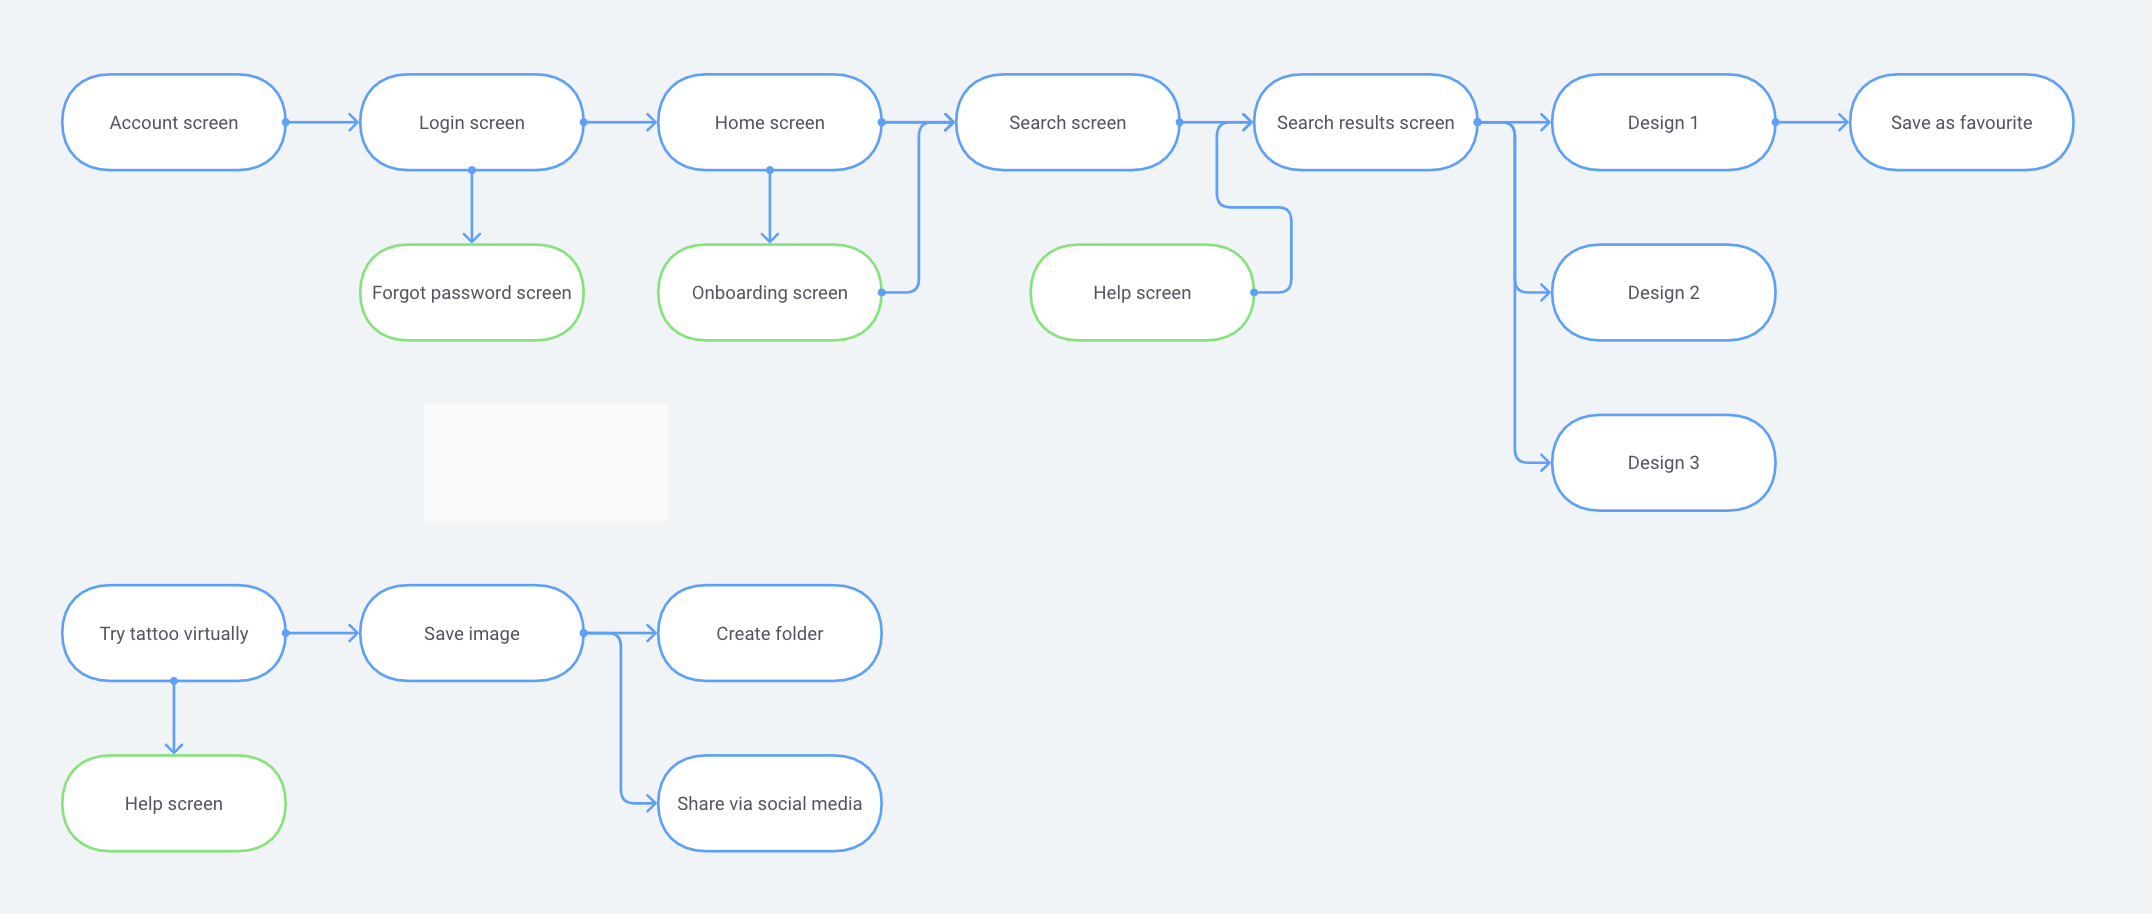 Account screen
Login screen
Home screen
Search screen
Search results screen
Design 1
Save as favourite
Forgot password screen
Onboarding screen
Help screen
Design 2
Design 3
Try tattoo virtually
Save image
Create folder
Help screen
Share via social media